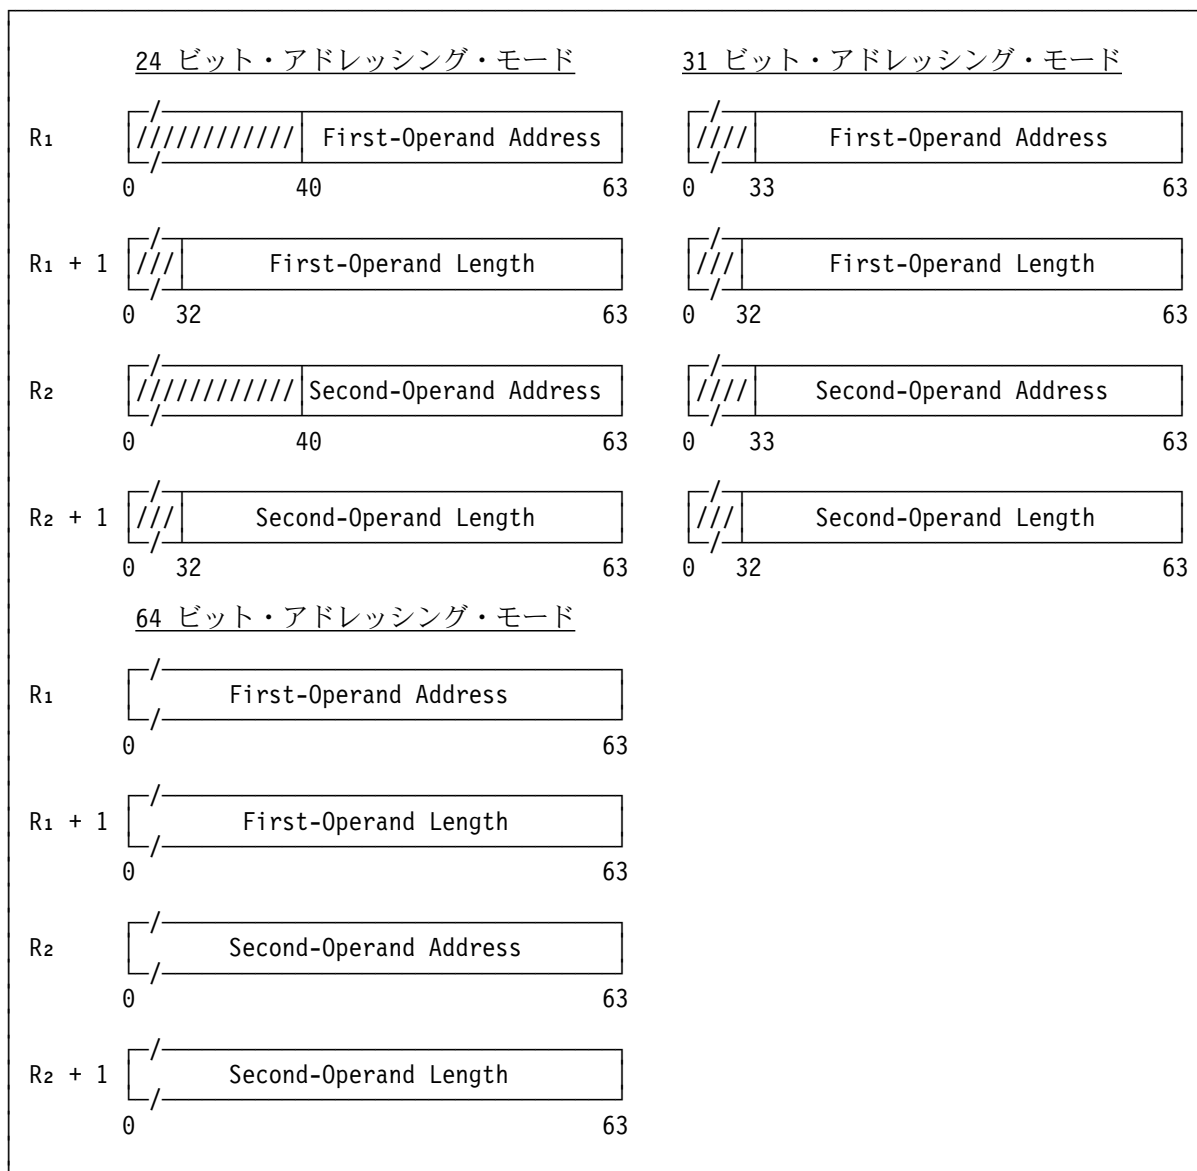 24 ビット・アドレッシング・モード 31 ビット・アドレッシング・モード
R₁ //////////// First-Operand Address //// First-Operand Address
0 40 63 0 33 63
R₁ + 1 /// First-Operand Length /// First-Operand Length
0 32 63 0 32 63
R₂ //////////// Second-Operand Address //// Second-Operand Address
0 40 63 0 33 63
R₂ + 1 /// Second-Operand Length /// Second-Operand Length
0 32 63 0 32 63
64 ビット・アドレッシング・モード
R₁ First-Operand Address
0 63
R₁ + 1 First-Operand Length
0 63
R₂ Second-Operand Address
0 63
R₂ + 1 Second-Operand Length
0 63